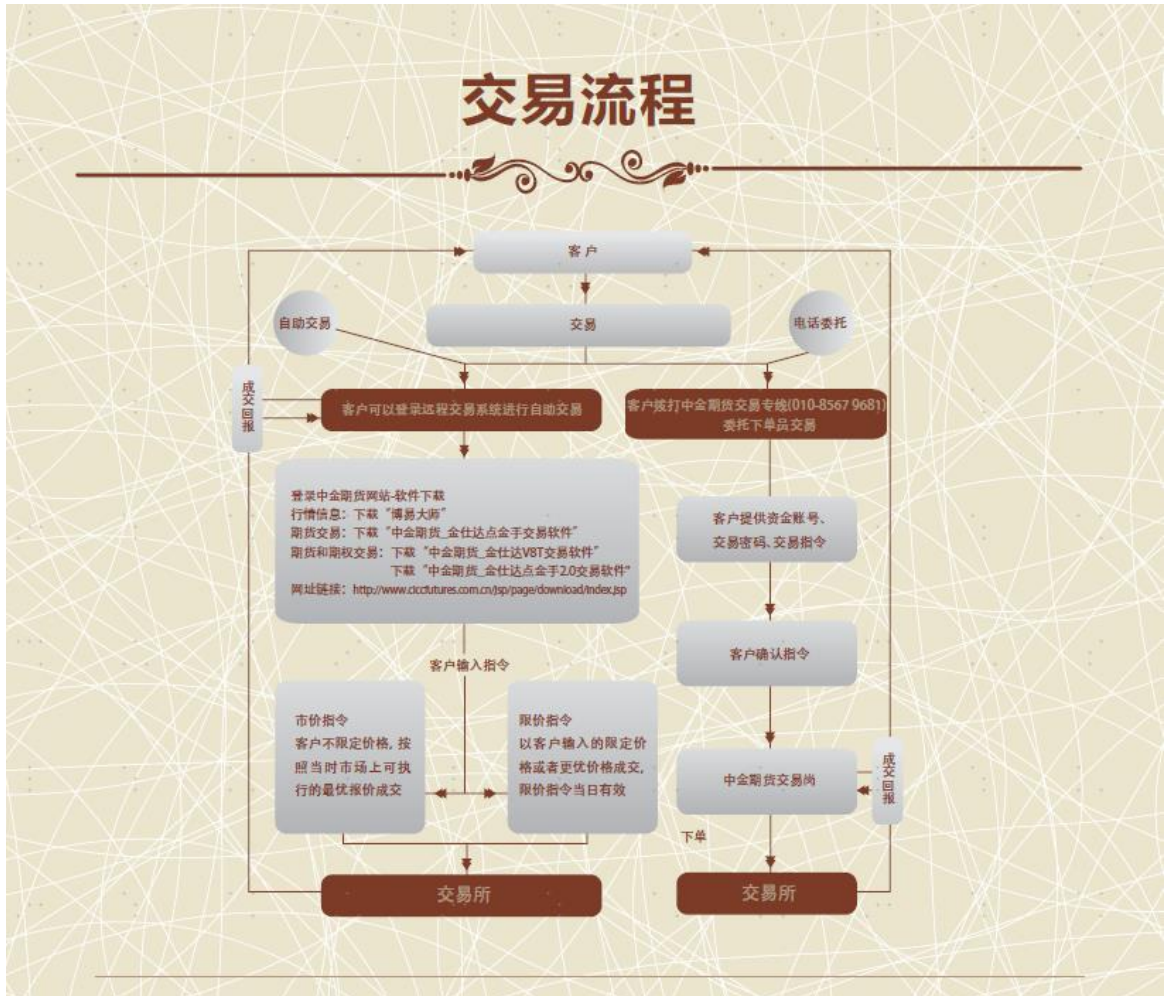 交易流程
客户
自助交易
交易
电话委托
成交回报
客户可以登录远程交易系统进行自助交易
客户拨打中金期货交易专线(010-8567 9681)
委托下单员交易
登录中金期货网站-软件下载
行情信息：下载“博易大师”
期货交易：下载“中金期货_金仕达点金手交易软件”
期货和期权交易：下载“中金期货_金仕达V8T交易软件”
下载“中金期货_金仕达点金手2.0交易软件”
网址链接：http://www.ciccfutures.com.cn/jsp/page/download/index.jsp
客户提供资金账号、
交易密码、交易指令
客户输入指令
客户确认指令
市价指令
客户不限定价格, 按
照当时市场上可执
行的最优报价成交
限价指令
以客户输入的限定价
格或者更优价格成交,
限价指令当日有效
中金期货交易岗
成交回报
下单
交易所
交易所